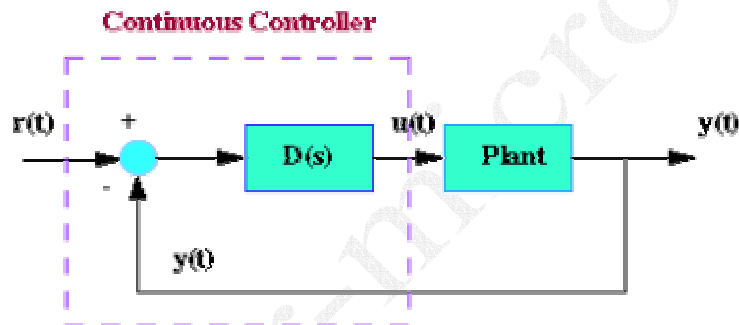 Continuous Controller
r(t)
+
u(t)
y(t)
D(s)
Plant
-
y(t)